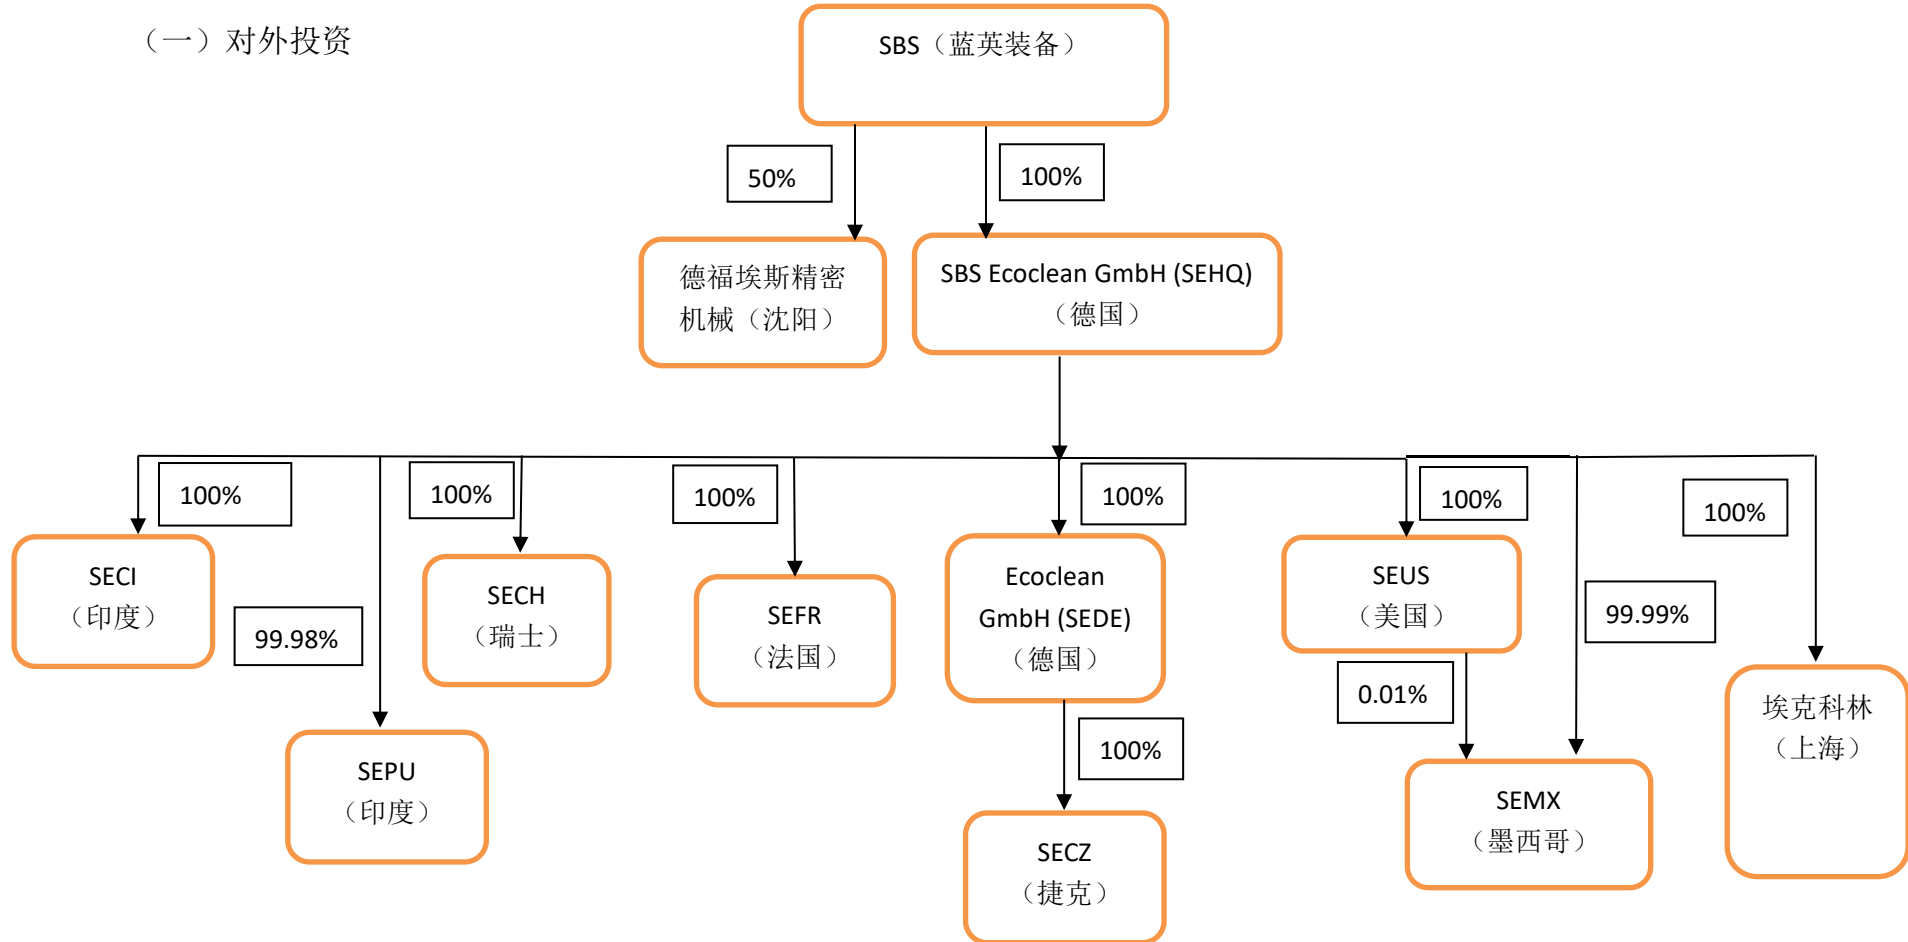 （一）对外投资
SBS（蓝英装备）
50%
100%
德福埃斯精密
机械（沈阳）
SBS Ecoclean GmbH (SEHQ)
（德国）
100%
100%
100%
100%
100%
100%
SECI
（印度）
99.98%
SECH
（瑞士）
SEFR
（法国）
Ecoclean
GmbH (SEDE)
（德国）
SEUS
（美国）
99.99%
0.01%
埃克科林
（上海）
SEPU
（印度）
100%
SEMX
（墨西哥）
SECZ
（捷克）